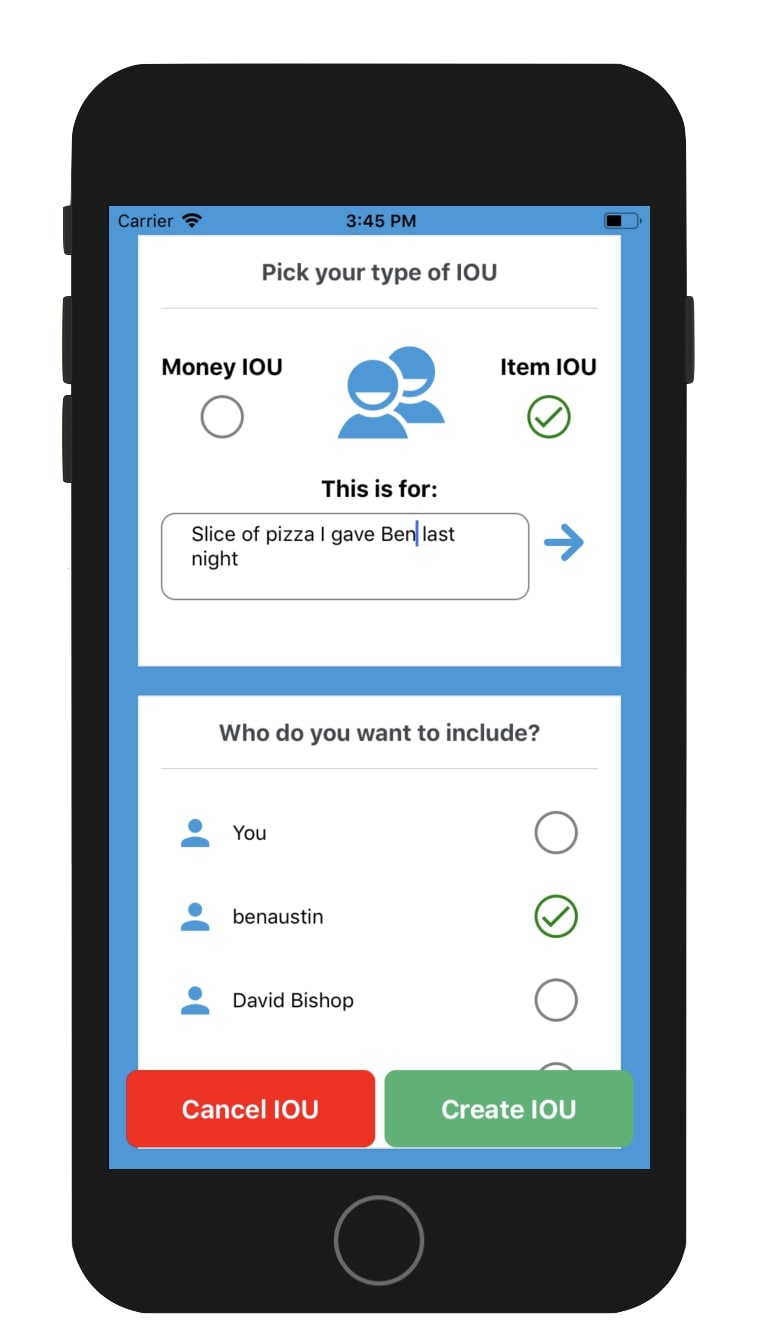 Carrier
3:45 PM
Pick your type of IOU
Money IOU
Item IOU
This is for:
Slice of pizza I gave Ben last
night
Who do you want to include?
You
benaustin
David Bishop
Cancel IOU
Create IOU